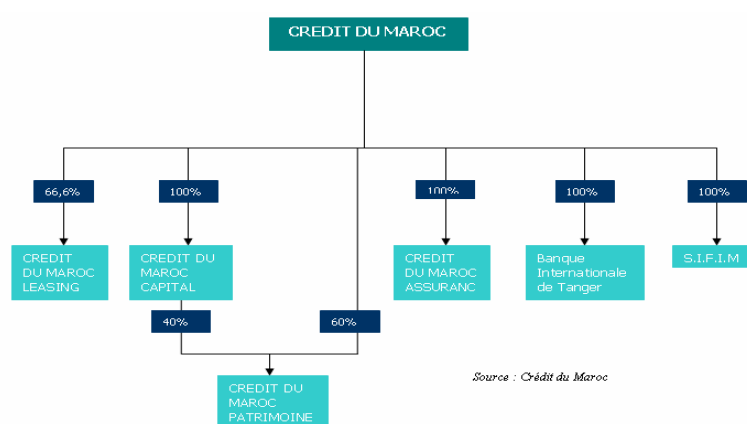 CREDIT DU MAROC
66,6%
100%
100%
100%
100%
CREDIT
DU MAROC
LEASING
CREDIT DU
MAROC
CAPITAL
CREDIT
DU MAROC
ASSURANC
Banque
Internationale
de Tanger
S.I.F.I.M
40%
60%
Source : Crédit du Maroc
CREDIT DU
MAROC
PATRIMOINE